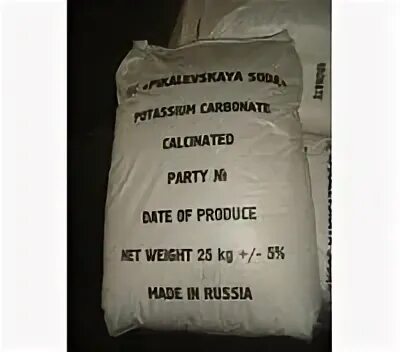 PIKALEVSKAYA SODA
POTASSIUM CARBONATE
CALCINATED
PARTY №
DATE OF PRODUCE
NET WEIGHT 25 kg +/- 5%
MADE IN RUSSIA